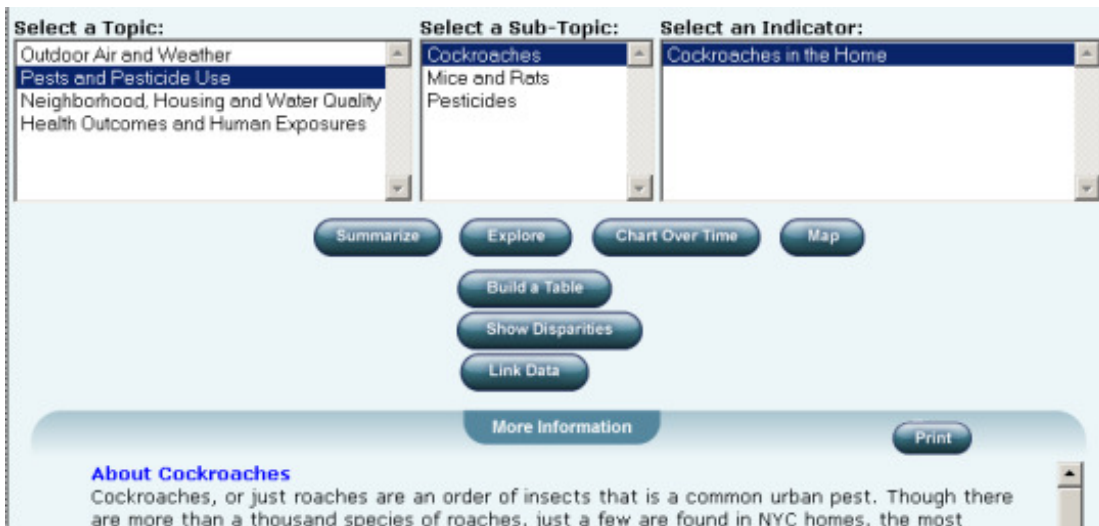 Select a Topic:
Select a Sub-Topic:
Select an Indicator:
Outdoor Air and Weather
Pests and Pesticide Use
Neighborhood, Housing and Water Quality
Health Outcomes and Human Exposures
Cockroaches
Mice and Rats
Pesticides
Cockroaches in the Home
Summarize
Explore
Chart Over Time
Map
Build a Table
Show Disparities
Link Data
More Information
Print
About Cockroaches
Cockroaches, or just roaches are an order of insects that is a common urban pest. Though there
are more than a thousand species of roaches, just a few are found in NYC homes, the most